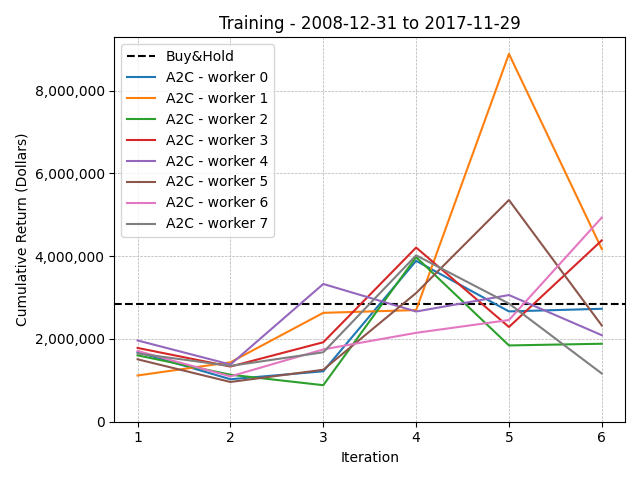 Training - 2008-12-31 to 2017-11-29
Buy&Hold
A2C - worker 0
A2C - worker 1
A2C - worker 2
A2C - worker 3
A2C - worker 4
A2C - worker 5
A2C - worker 6
A2C - worker 7
Cumulative Return (Dollars)
8,000,000
6,000,000
4,000,000
2,000,000
0
1 2 3 4 5 6
Iteration